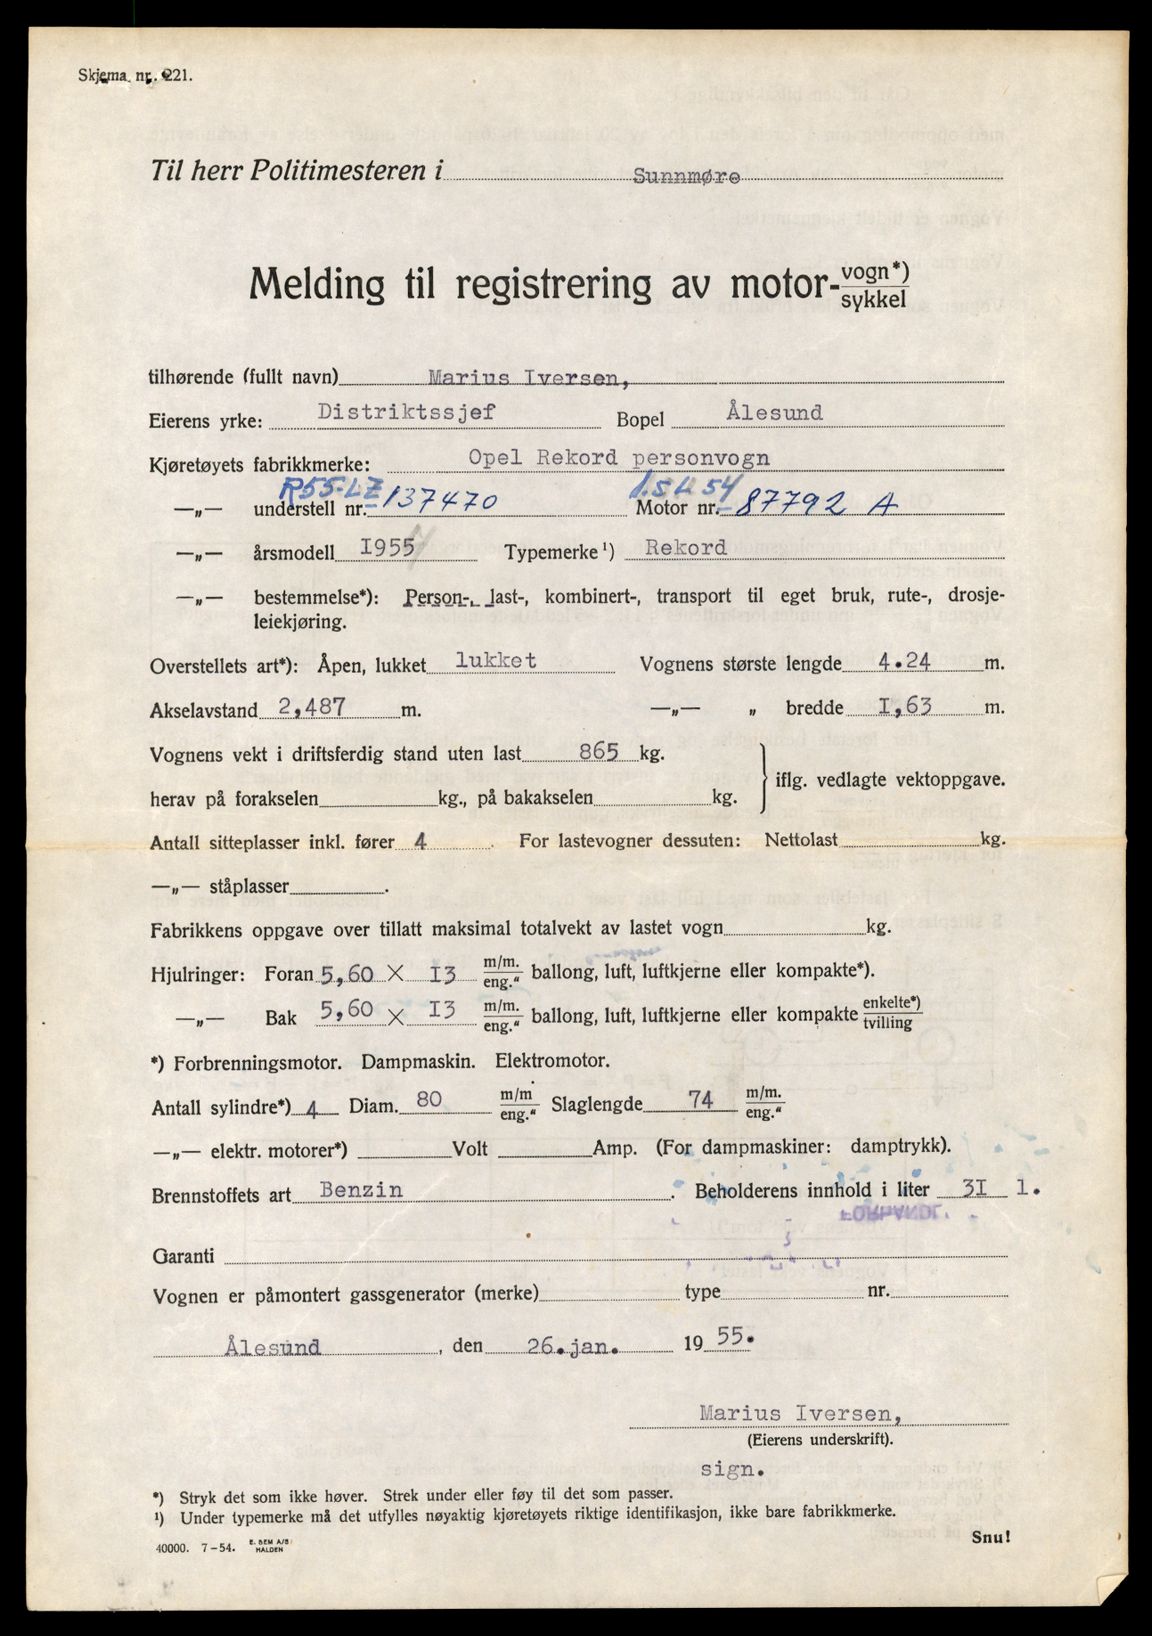 Skjema nr. 221.
Til herr Politimesteren i Sunnmøre
Melding til registrering av motor- vogn*) sykkel
tilhørende (fullt navn) Marius Iversen,
Eierens yrke: Distriktssjef Bopel Ålesund
Kjøretøyets fabrikkmerke: Opel Rekord personvogn
R55-LZ 1.5L 54
—„— understell nr. 137470 Motor nr. 87792 A
—„— årsmodell I955 Typemerke¹) Rekord
—„— bestemmelse*): Person-, last-, kombinert-, transport til eget bruk, rute-, drosje-
leiekjøring.
Overstellets art*): Åpen, lukket lukket Vognens største lengde 4.24 m.
Akselavstand 2,487 m. —„— „ bredde I,63 m.
Vognens vekt i driftsferdig stand uten last 865 kg.
herav på forakselen kg., på bakakselen kg. iflg. vedlagte vektoppgave.
Antall sitteplasser inkl. fører 4 . For lastevogner dessuten: Nettolast kg.
—„— ståplasser .
Fabrikkens oppgave over tillatt maksimal totalvekt av lastet vogn kg.
Hjulringer: Foran 5,60 X I3 m/m. eng.“ ballong, luft, luftkjerne eller kompakte*).
—„— Bak 5,60 X I3 m/m. eng.“ ballong, luft, luftkjerne eller kompakte enkelte*) tvilling
*) Forbrenningsmotor. Dampmaskin. Elektromotor.
Antall sylindre*) 4 Diam. 80 m/m eng.“ Slaglengde 74 m/m. eng.“
—„— elektr. motorer*) Volt Amp. (For dampmaskiner: damptrykk).
Brennstoffets art Benzin . Beholderens innhold i liter 3I l.
FORHANDL.
Garanti
Vognen er påmontert gassgenerator (merke) type nr.
Ålesund , den 26.jan. 19 55.
Marius Iversen,
(Eierens underskrift).
sign.
*) Stryk det som ikke høver. Strek under eller føy til det som passer.
¹) Under typemerke må det utfylles nøyaktig kjøretøyets riktige identifikasjon, ikke bare fabrikkmerke.
Snu!
40000. 7-54. E. SEM A/S HALDEN